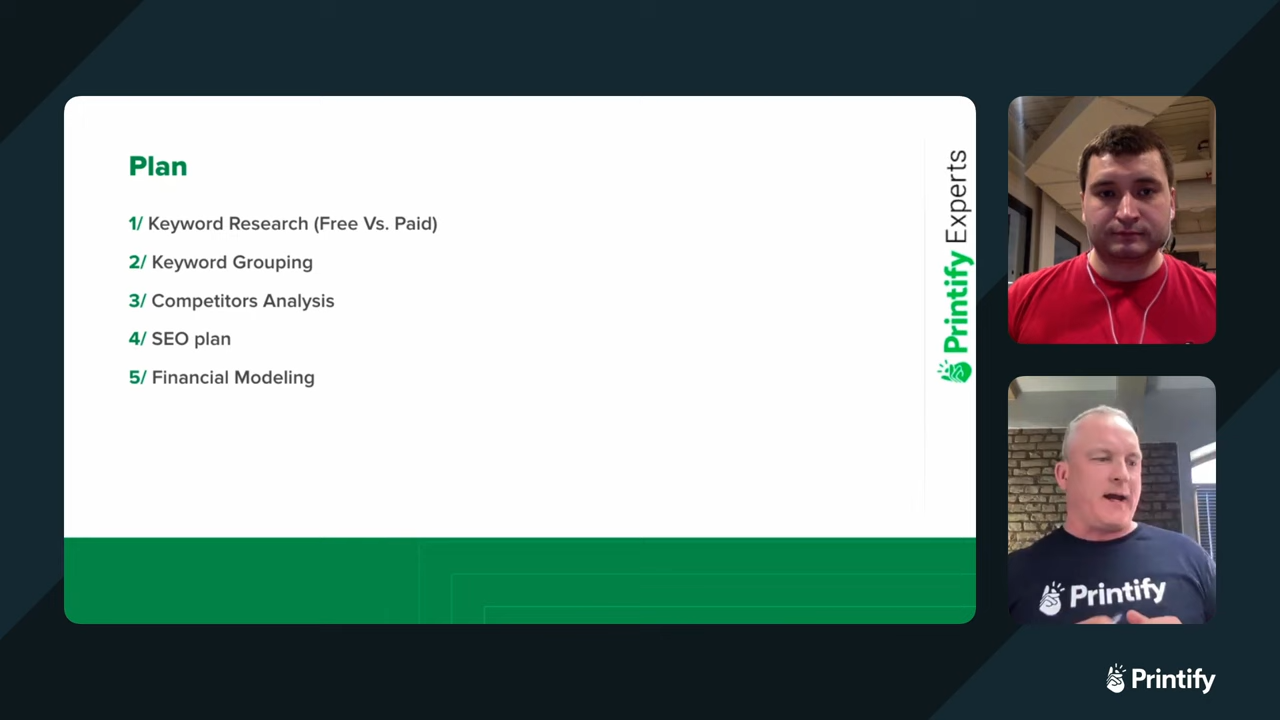 Plan
1/ Keyword Research (Free Vs. Paid)
2/ Keyword Grouping
3/ Competitors Analysis
4/ SEO plan
5/ Financial Modeling
Printify Experts
Printify
Printify